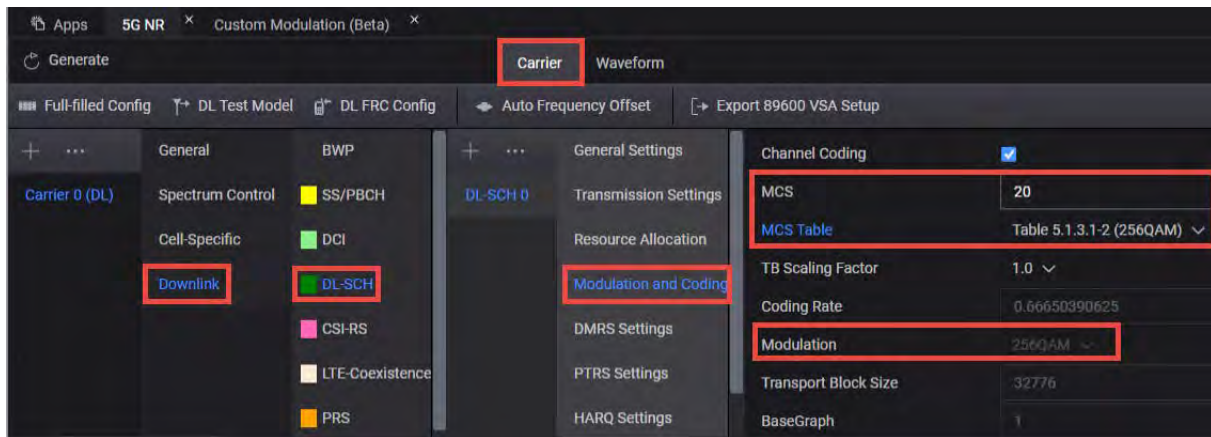 Apps 5G NR × Custom Modulation (Beta) ×
Generate Carrier Waveform
Full-filled Config DL Test Model DL FRC Config Auto Frequency Offset Export 89600 VSA Setup
+ ... General BWP + ... General Settings Channel Coding
Carrier 0 (DL) Spectrum Control SS/PBCH DL-SCH 0 Transmission Settings MCS 20
Cell-Specific DCI Resource Allocation MCS Table Table 5.1.3.1-2 (256QAM)
Downlink DL-SCH Modulation and Coding TB Scaling Factor 1.0
Coding Rate 0.66650390625
CSI-RS DMRS Settings Modulation 256QAM
LTE-Coexistence PTRS Settings Transport Block Size 32776
PRS HARQ Settings BaseGraph 1